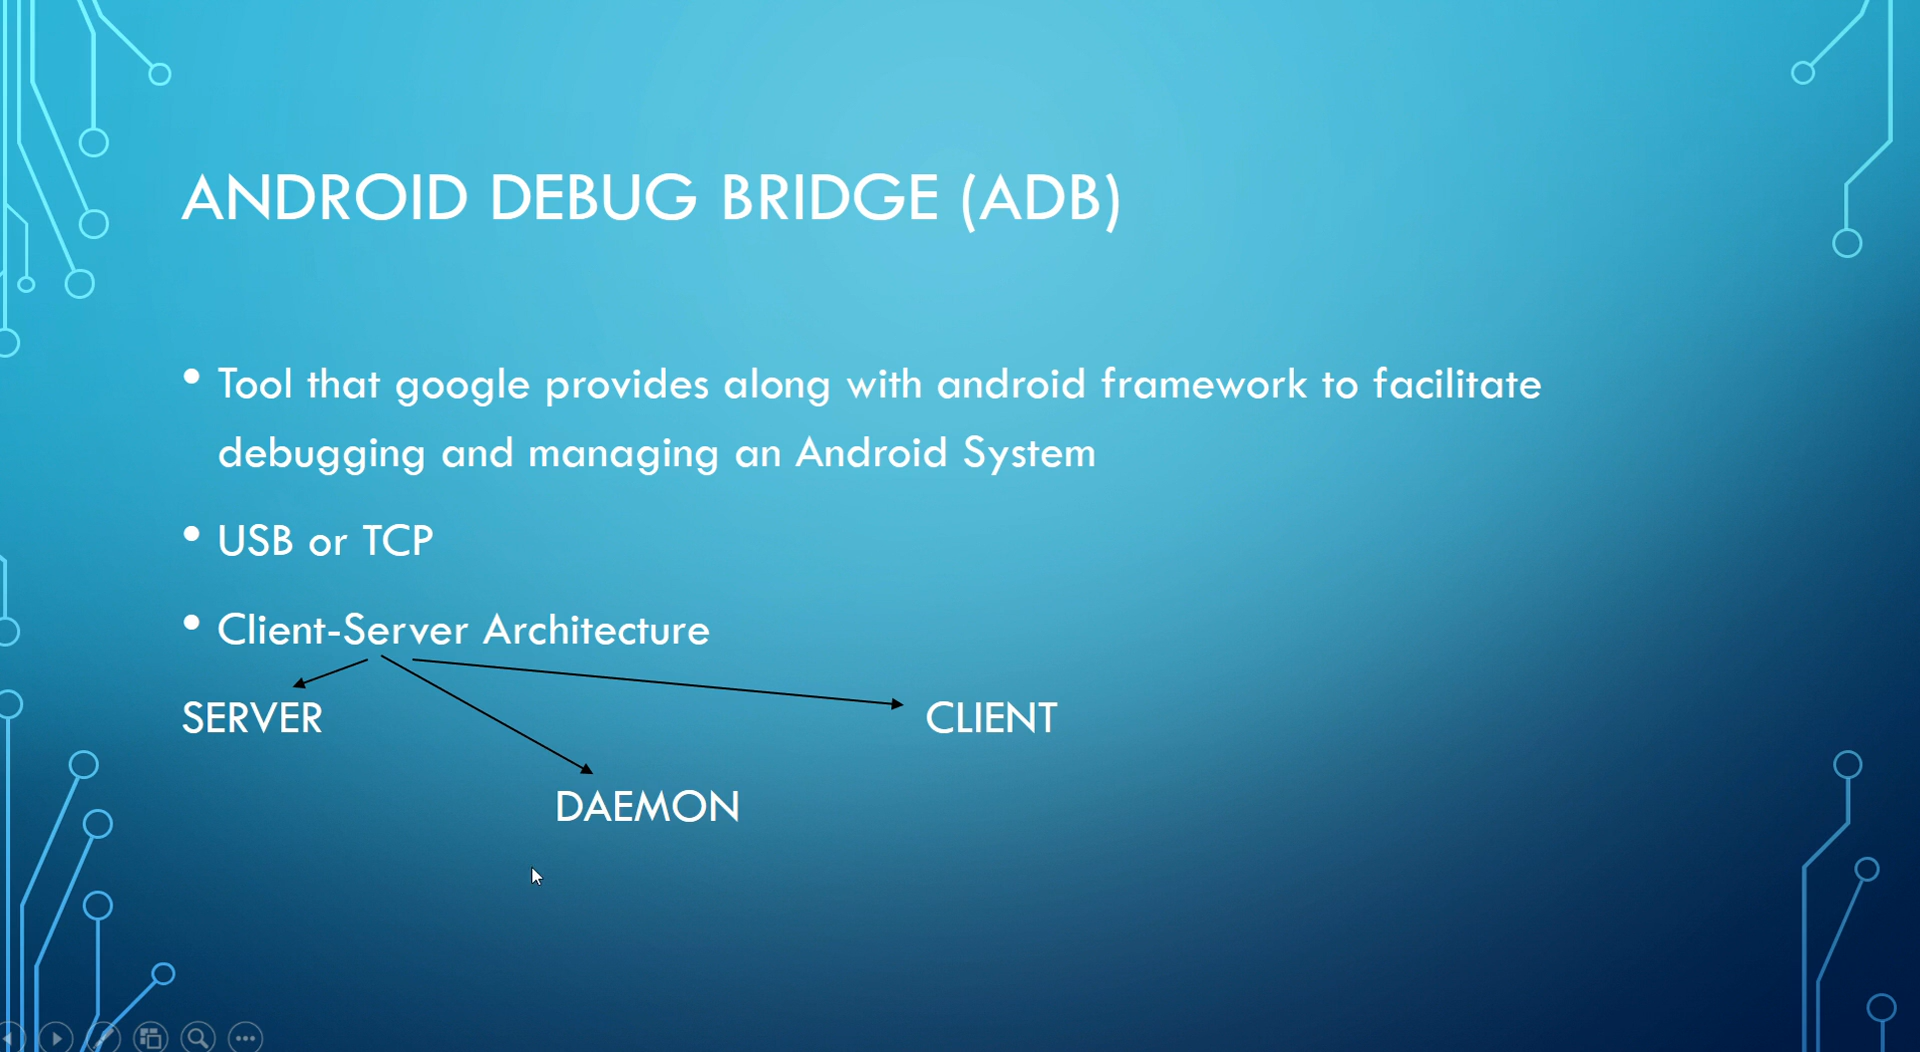 ANDROID DEBUG BRIDGE (ADB)
• Tool that google provides along with android framework to facilitate
debugging and managing an Android System
• USB or TCP
• Client-Server Architecture
SERVER CLIENT
DAEMON